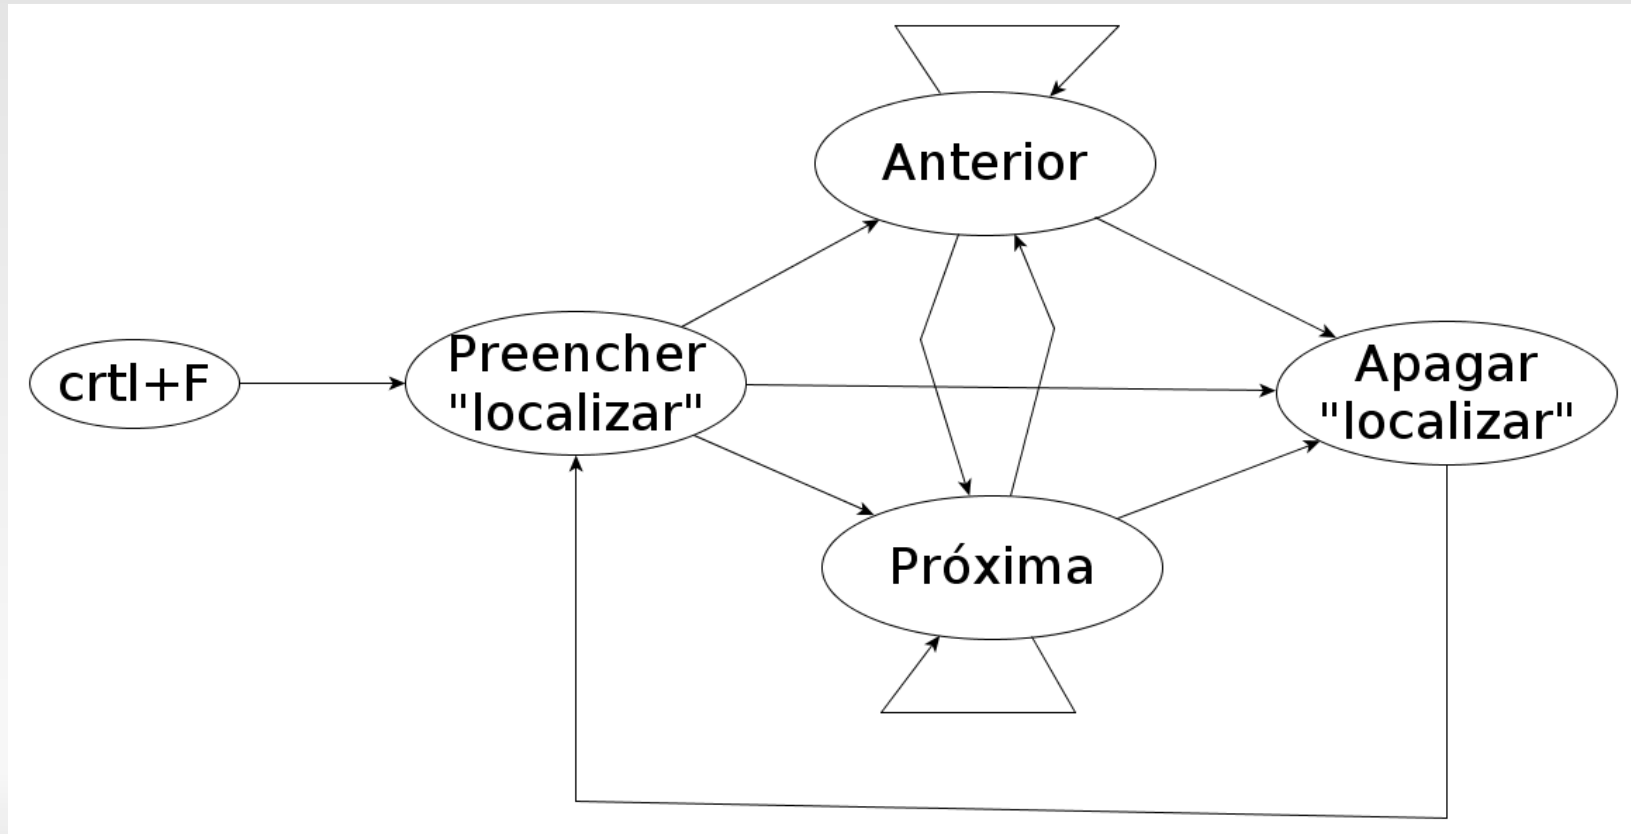 Anterior
crtl+F
Preencher
"localizar"
Apagar
"localizar"
Próxima